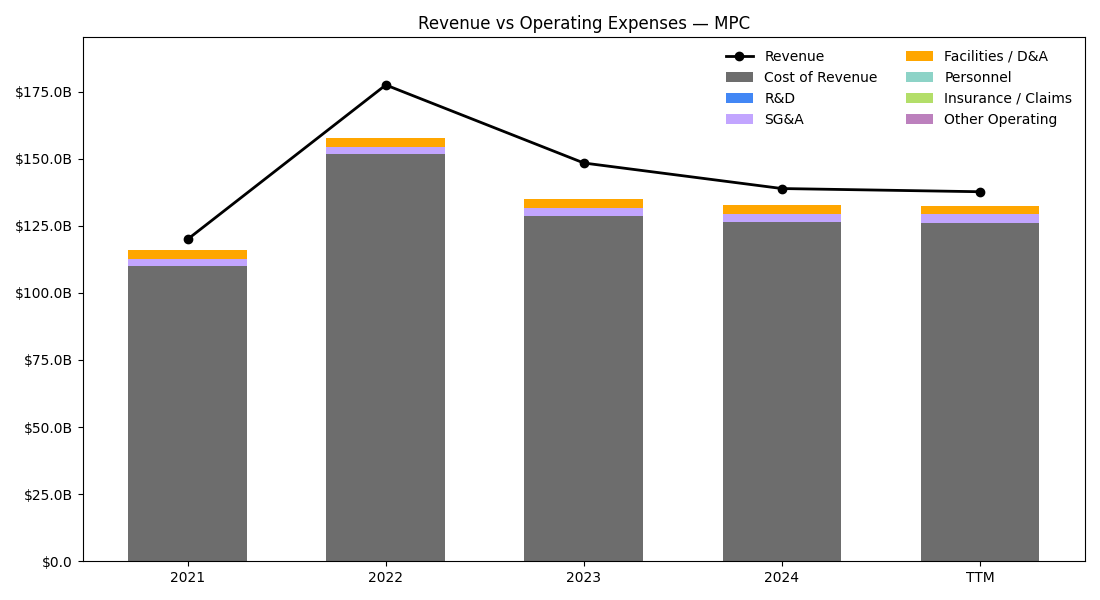 Revenue vs Operating Expenses — MPC
Revenue
Cost of Revenue
R&D
SG&A
Facilities / D&A
Personnel
Insurance / Claims
Other Operating
$175.0B
$150.0B
$125.0B
$100.0B
$75.0B
$50.0B
$25.0B
$0.0
2021 2022 2023 2024 TTM